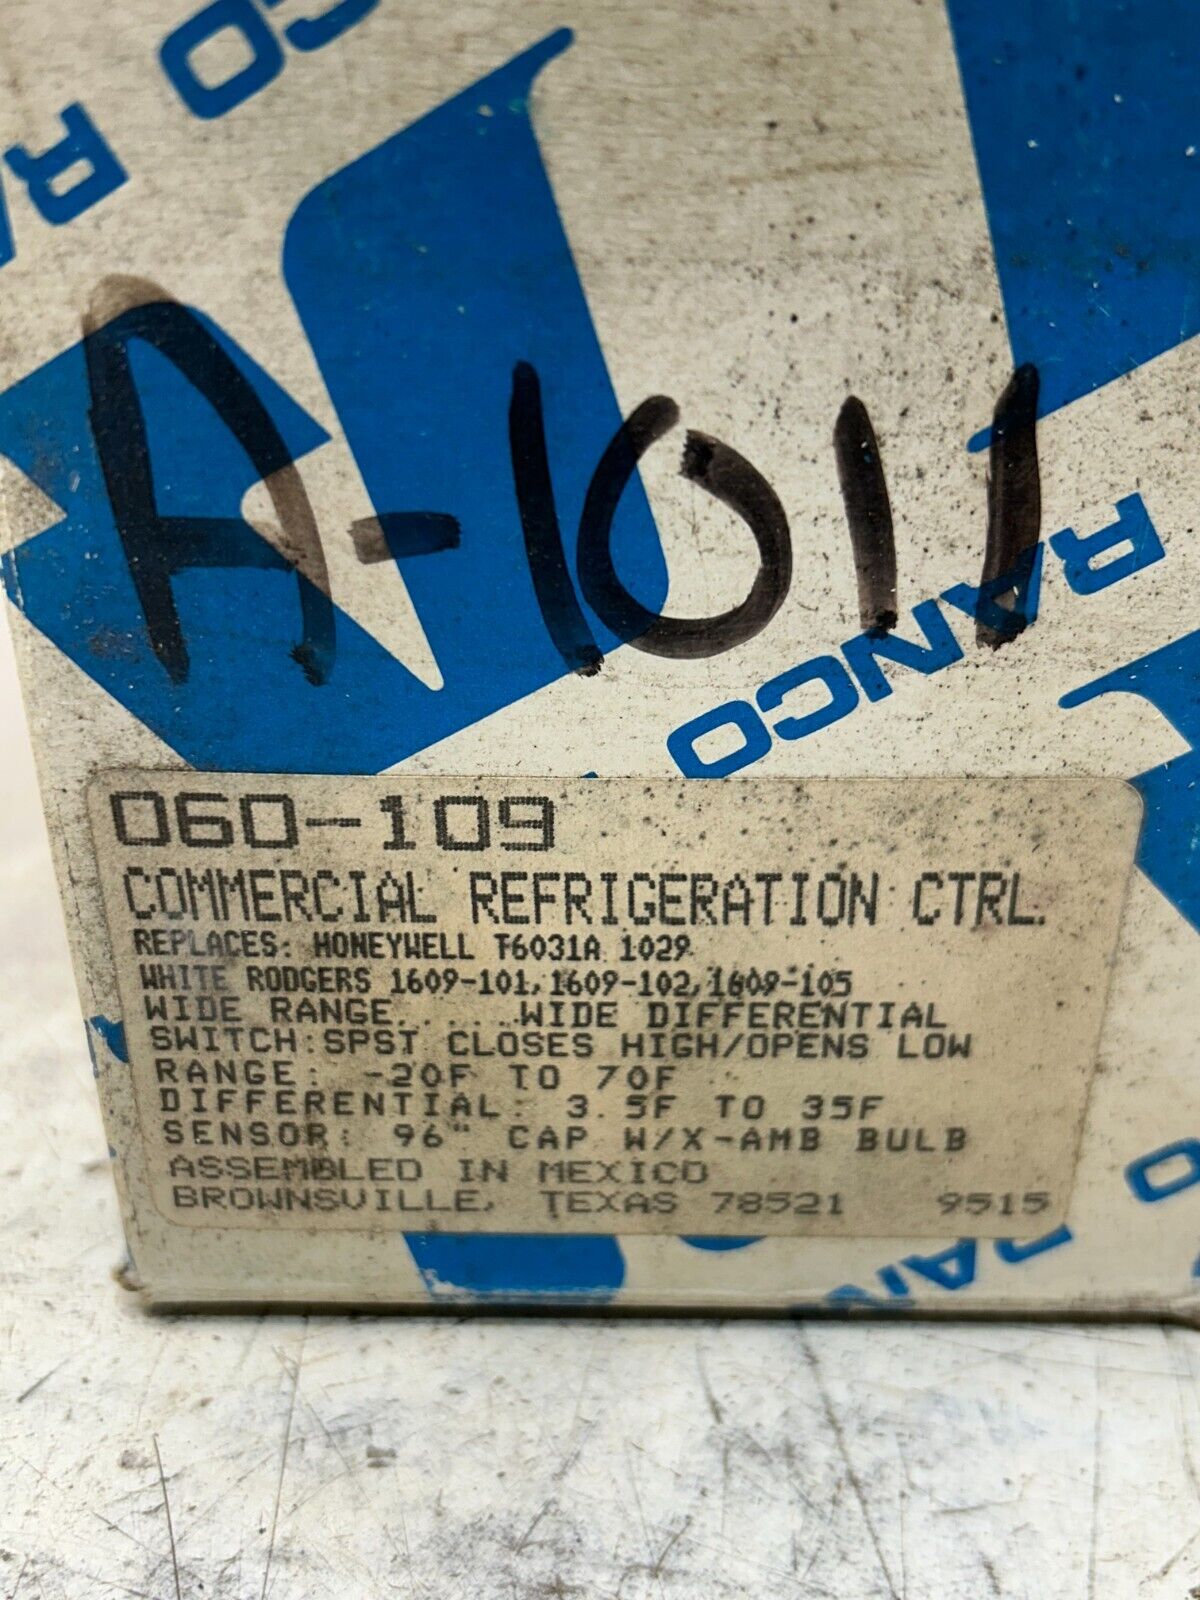 CO RA
A-1011
RANCO
060-109
COMMERCIAL REFRIGERATION CTRL.
REPLACES: HONEYWELL T6031A 1029
WHITE RODGERS 1609-101, 1609-102, 1609-105
WIDE RANGE......WIDE DIFFERENTIAL
SWITCH:SPST CLOSES HIGH/OPENS LOW
RANGE: -20F TO 70F
DIFFERENTIAL: 3.5F TO 35F
SENSOR: 96" CAP W/X-AMB BULB
ASSEMBLED IN MEXICO
BROWNSVILLE, TEXAS 78521 9515